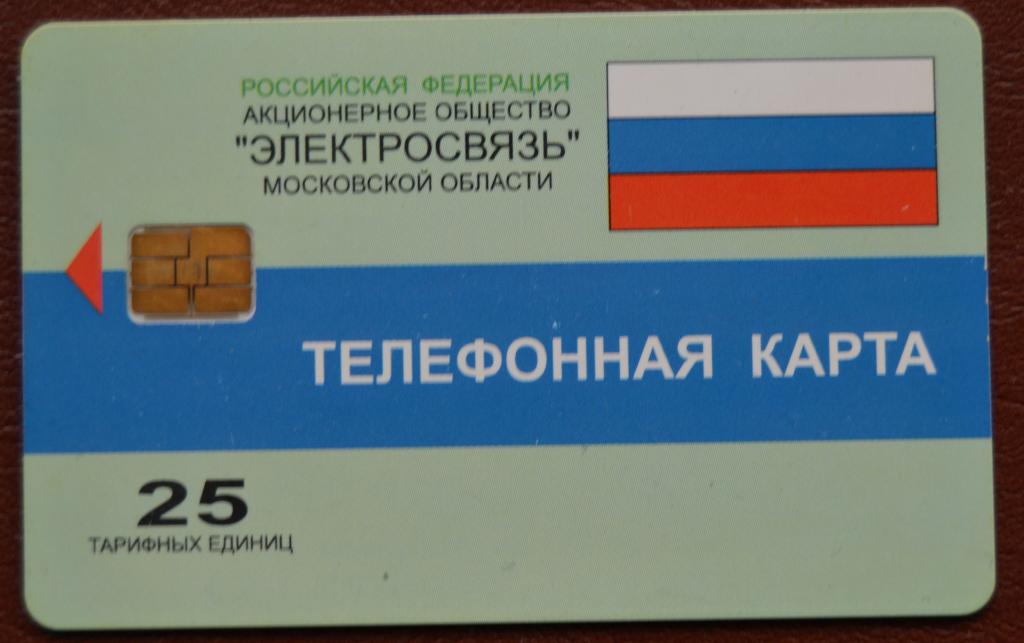 РОССИЙСКАЯ ФЕДЕРАЦИЯ
АКЦИОНЕРНОЕ ОБЩЕСТВО
"ЭЛЕКТРОСВЯЗЬ"
МОСКОВСКОЙ ОБЛАСТИ
ТЕЛЕФОННАЯ КАРТА
25
ТАРИФНЫХ ЕДИНИЦ